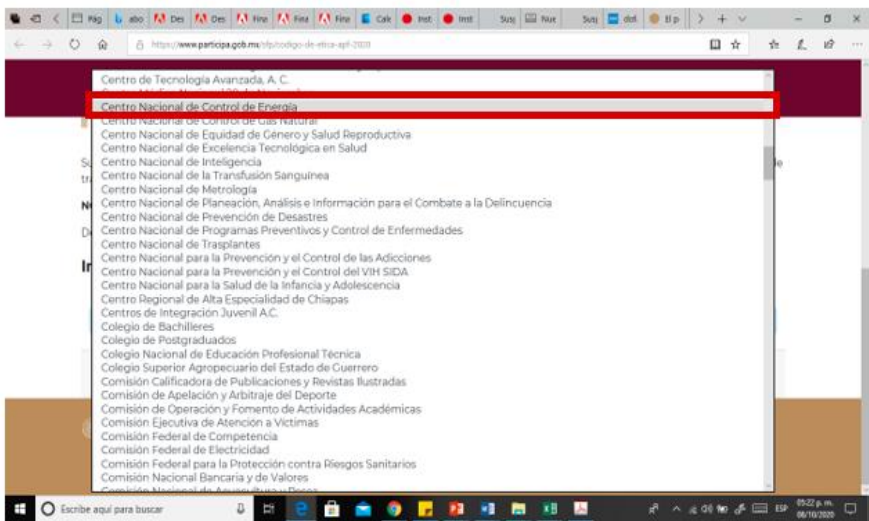 Pág
abo
Des
Des
Fina
Fina
Fina
Cale
Inst
Inst
Susj
Nue
Susj
dof.
El p
https://www.participa.gob.mx/sfp/codigo-de-etica-apf-2020
Centro de Tecnología Avanzada, A. C.
Centro Nacional de Control de Energía
Centro Nacional de Control de Gas Natural
Centro Nacional de Equidad de Género y Salud Reproductiva
Centro Nacional de Excelencia Tecnológica en Salud
Centro Nacional de Inteligencia
Centro Nacional de la Transfusión Sanguínea
Centro Nacional de Metrología
Centro Nacional de Planeación, Análisis e Información para el Combate a la Delincuencia
Centro Nacional de Prevención de Desastres
Centro Nacional de Programas Preventivos y Control de Enfermedades
Centro Nacional de Trasplantes
Centro Nacional para la Prevención y el Control de las Adicciones
Centro Nacional para la Prevención y el Control del VIH SIDA
Centro Nacional para la Salud de la Infancia y Adolescencia
Centro Regional de Alta Especialidad de Chiapas
Centros de Integración Juvenil A.C.
Colegio de Bachilleres
Colegio de Postgraduados
Colegio Nacional de Educación Profesional Técnica
Colegio Superior Agropecuario del Estado de Guerrero
Comisión Calificadora de Publicaciones y Revistas Ilustradas
Comisión de Apelación y Arbitraje del Deporte
Comisión de Operación y Fomento de Actividades Académicas
Comisión Ejecutiva de Atención a Víctimas
Comisión Federal de Competencia
Comisión Federal de Electricidad
Comisión Federal para la Protección contra Riesgos Sanitarios
Comisión Nacional Bancaria y de Valores
Comisión Nacional de Acuacultura y Pesca
Escribe aquí para buscar
ESP
05:22 p. m.
08/10/2020